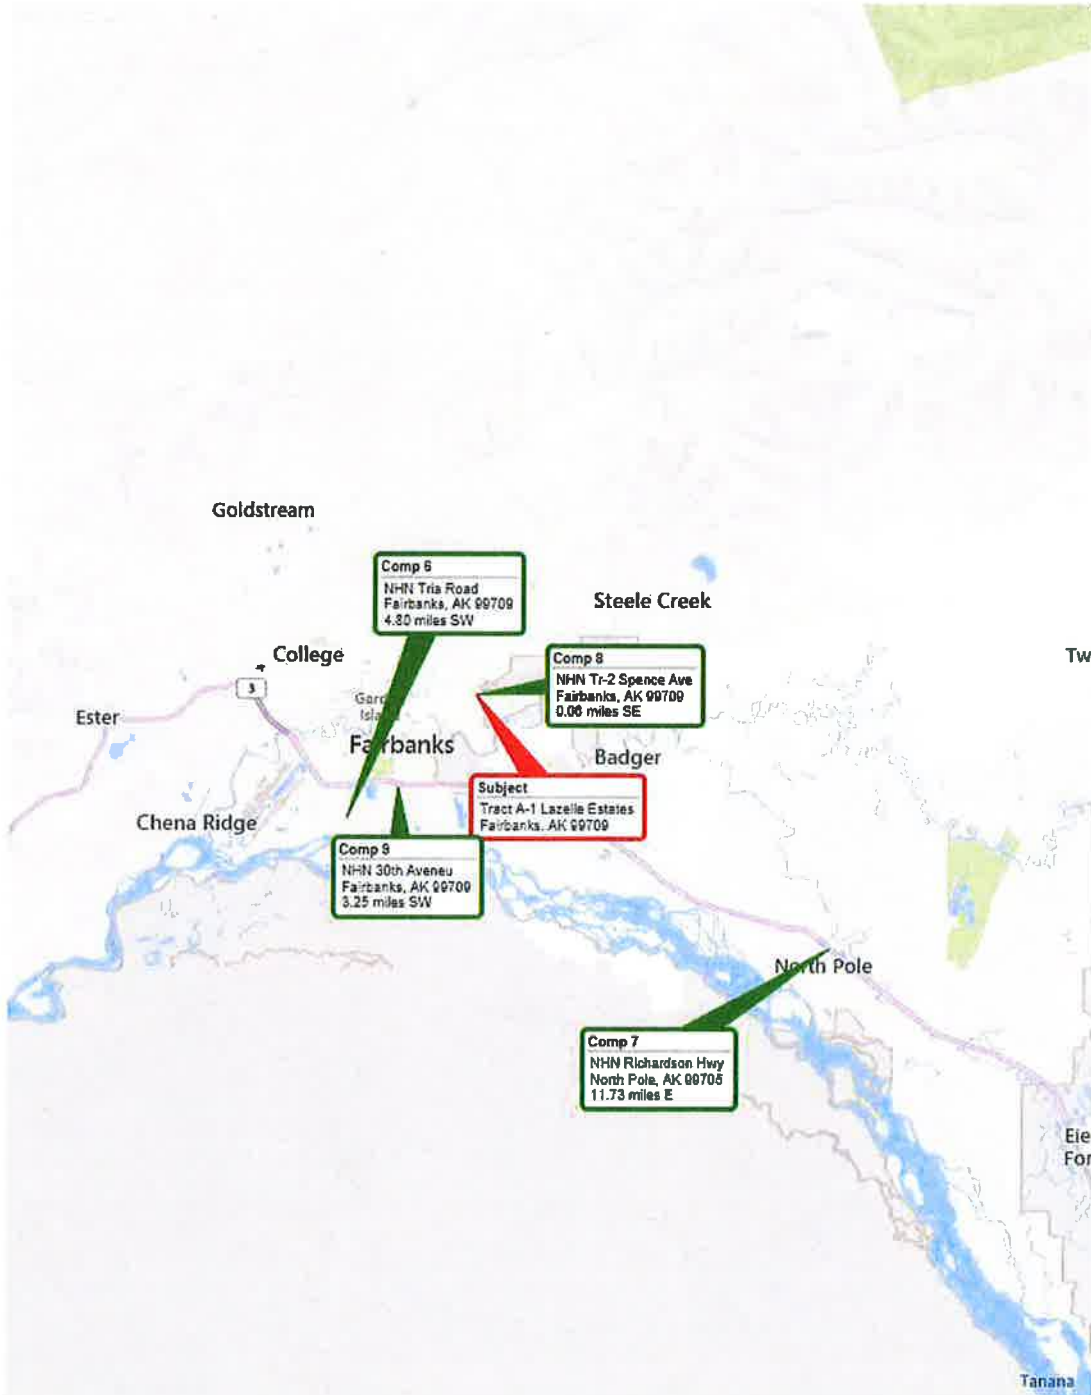 Goldstream
Comp 6
NHN Tria Road
Fairbanks, AK 99709
4.80 miles SW
Steele Creek
College
Comp 8
NHN Tr-2 Spence Ave
Fairbanks, AK 99709
0.06 miles SE
Tw
3
Ester
Fairbanks
Badger
Subject
Tract A-1 Lazelle Estates
Fairbanks, AK 99709
Chena Ridge
Comp 9
NHN 30th Aveneu
Fairbanks, AK 99709
3.25 miles SW
North Pole
Comp 7
NHN Richardson Hwy
North Pole, AK 99705
11.73 miles E
Eie
For
Tanana